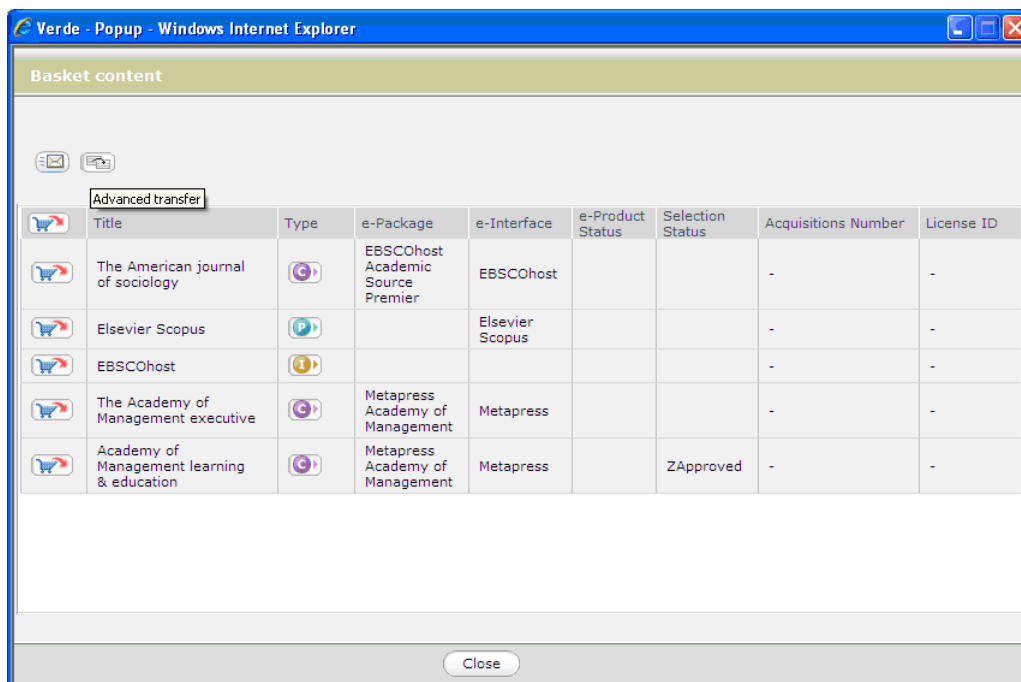 Verde - Popup - Windows Internet Explorer
Basket content
Advanced transfer
Title
Type
e-Package
e-Interface
e-Product
Status
Selection
Status
Acquisitions Number
License ID
The American journal
of sociology
C
EBSCOhost
Academic
Source
Premier
EBSCOhost
-
-
Elsevier Scopus
P
Elsevier
Scopus
-
-
EBSCOhost
I
-
-
The Academy of
Management executive
C
Metapress
Academy of
Management
Metapress
-
-
Academy of
Management learning
& education
C
Metapress
Academy of
Management
Metapress
ZApproved
-
-
Close